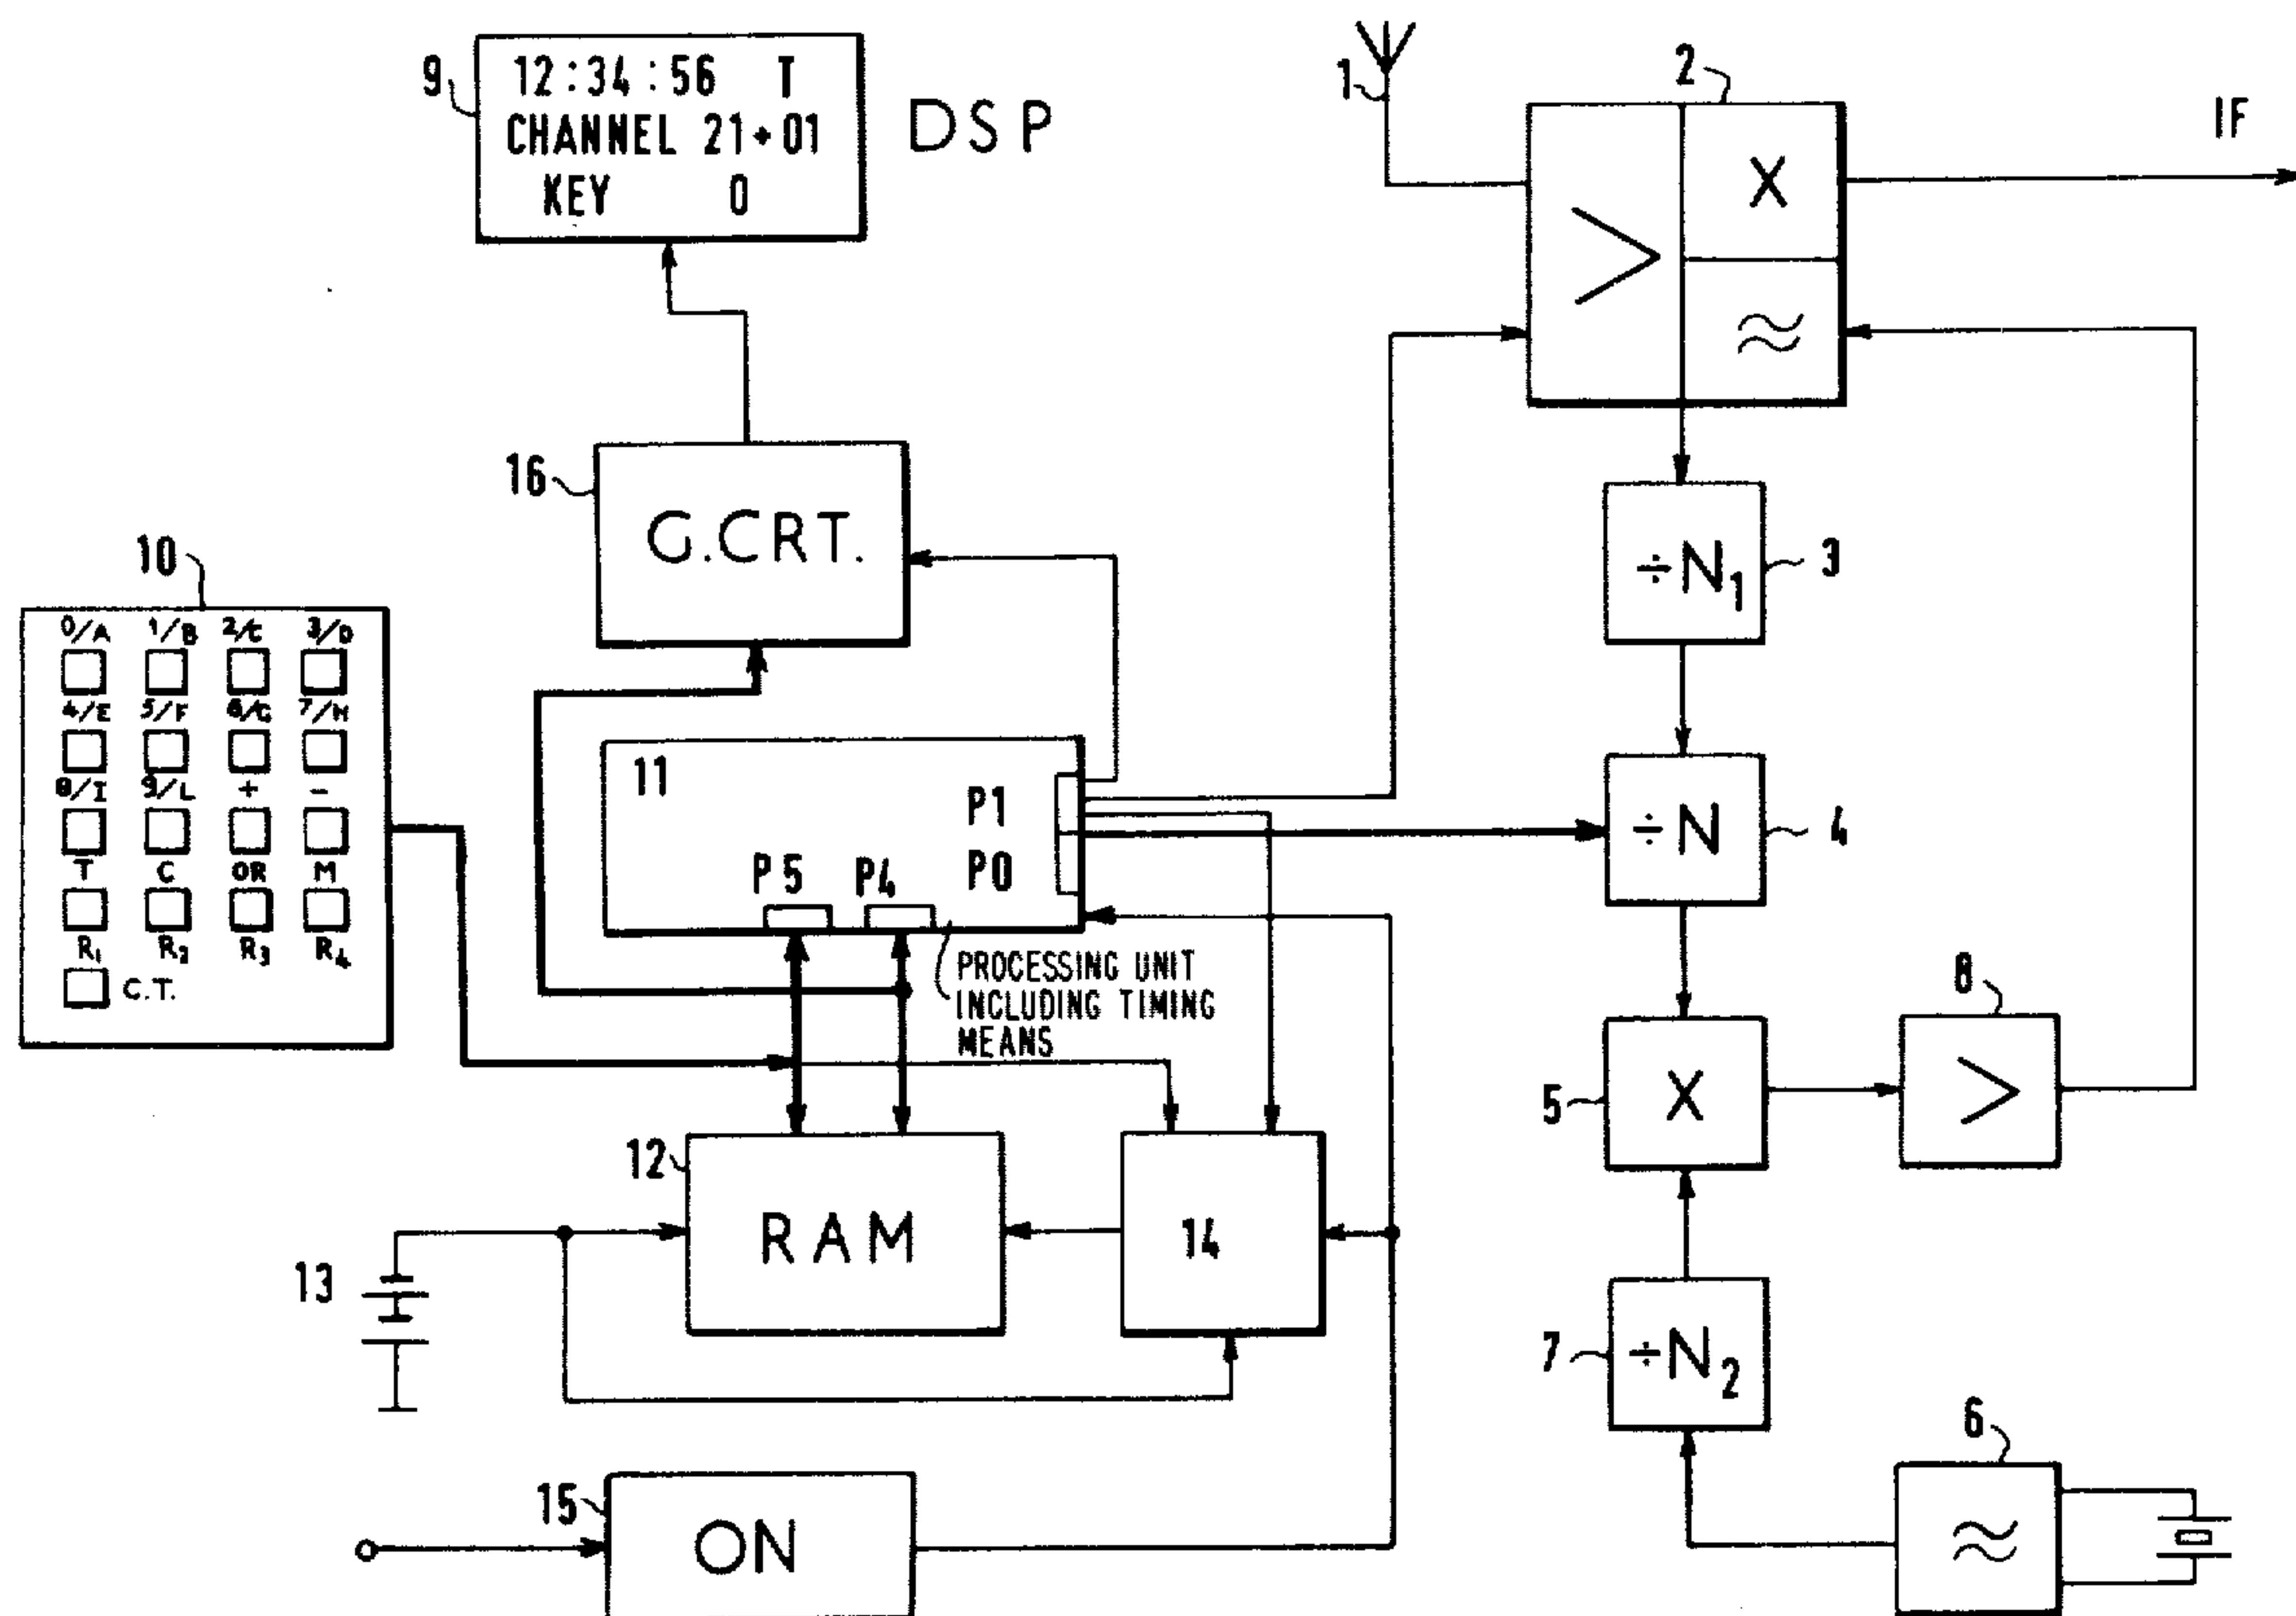 9
12:34:56 T
CHANNEL 21+01
KEY 0
DSP
1
2
X
>
≈
IF
16
G.CRT.
÷N1
3
10
0/A 1/B 2/C 3/D
4/E 5/F 6/G 7/H
8/I 9/L + -
T C OR M
R1 R2 R3 R4
C.T.
11
P1
P0
P5 P4
PROCESSING UNIT
INCLUDING TIMING
MEANS
÷N
4
5
X
8
>
12
RAM
14
13
7
÷N2
6
≈
15
ON